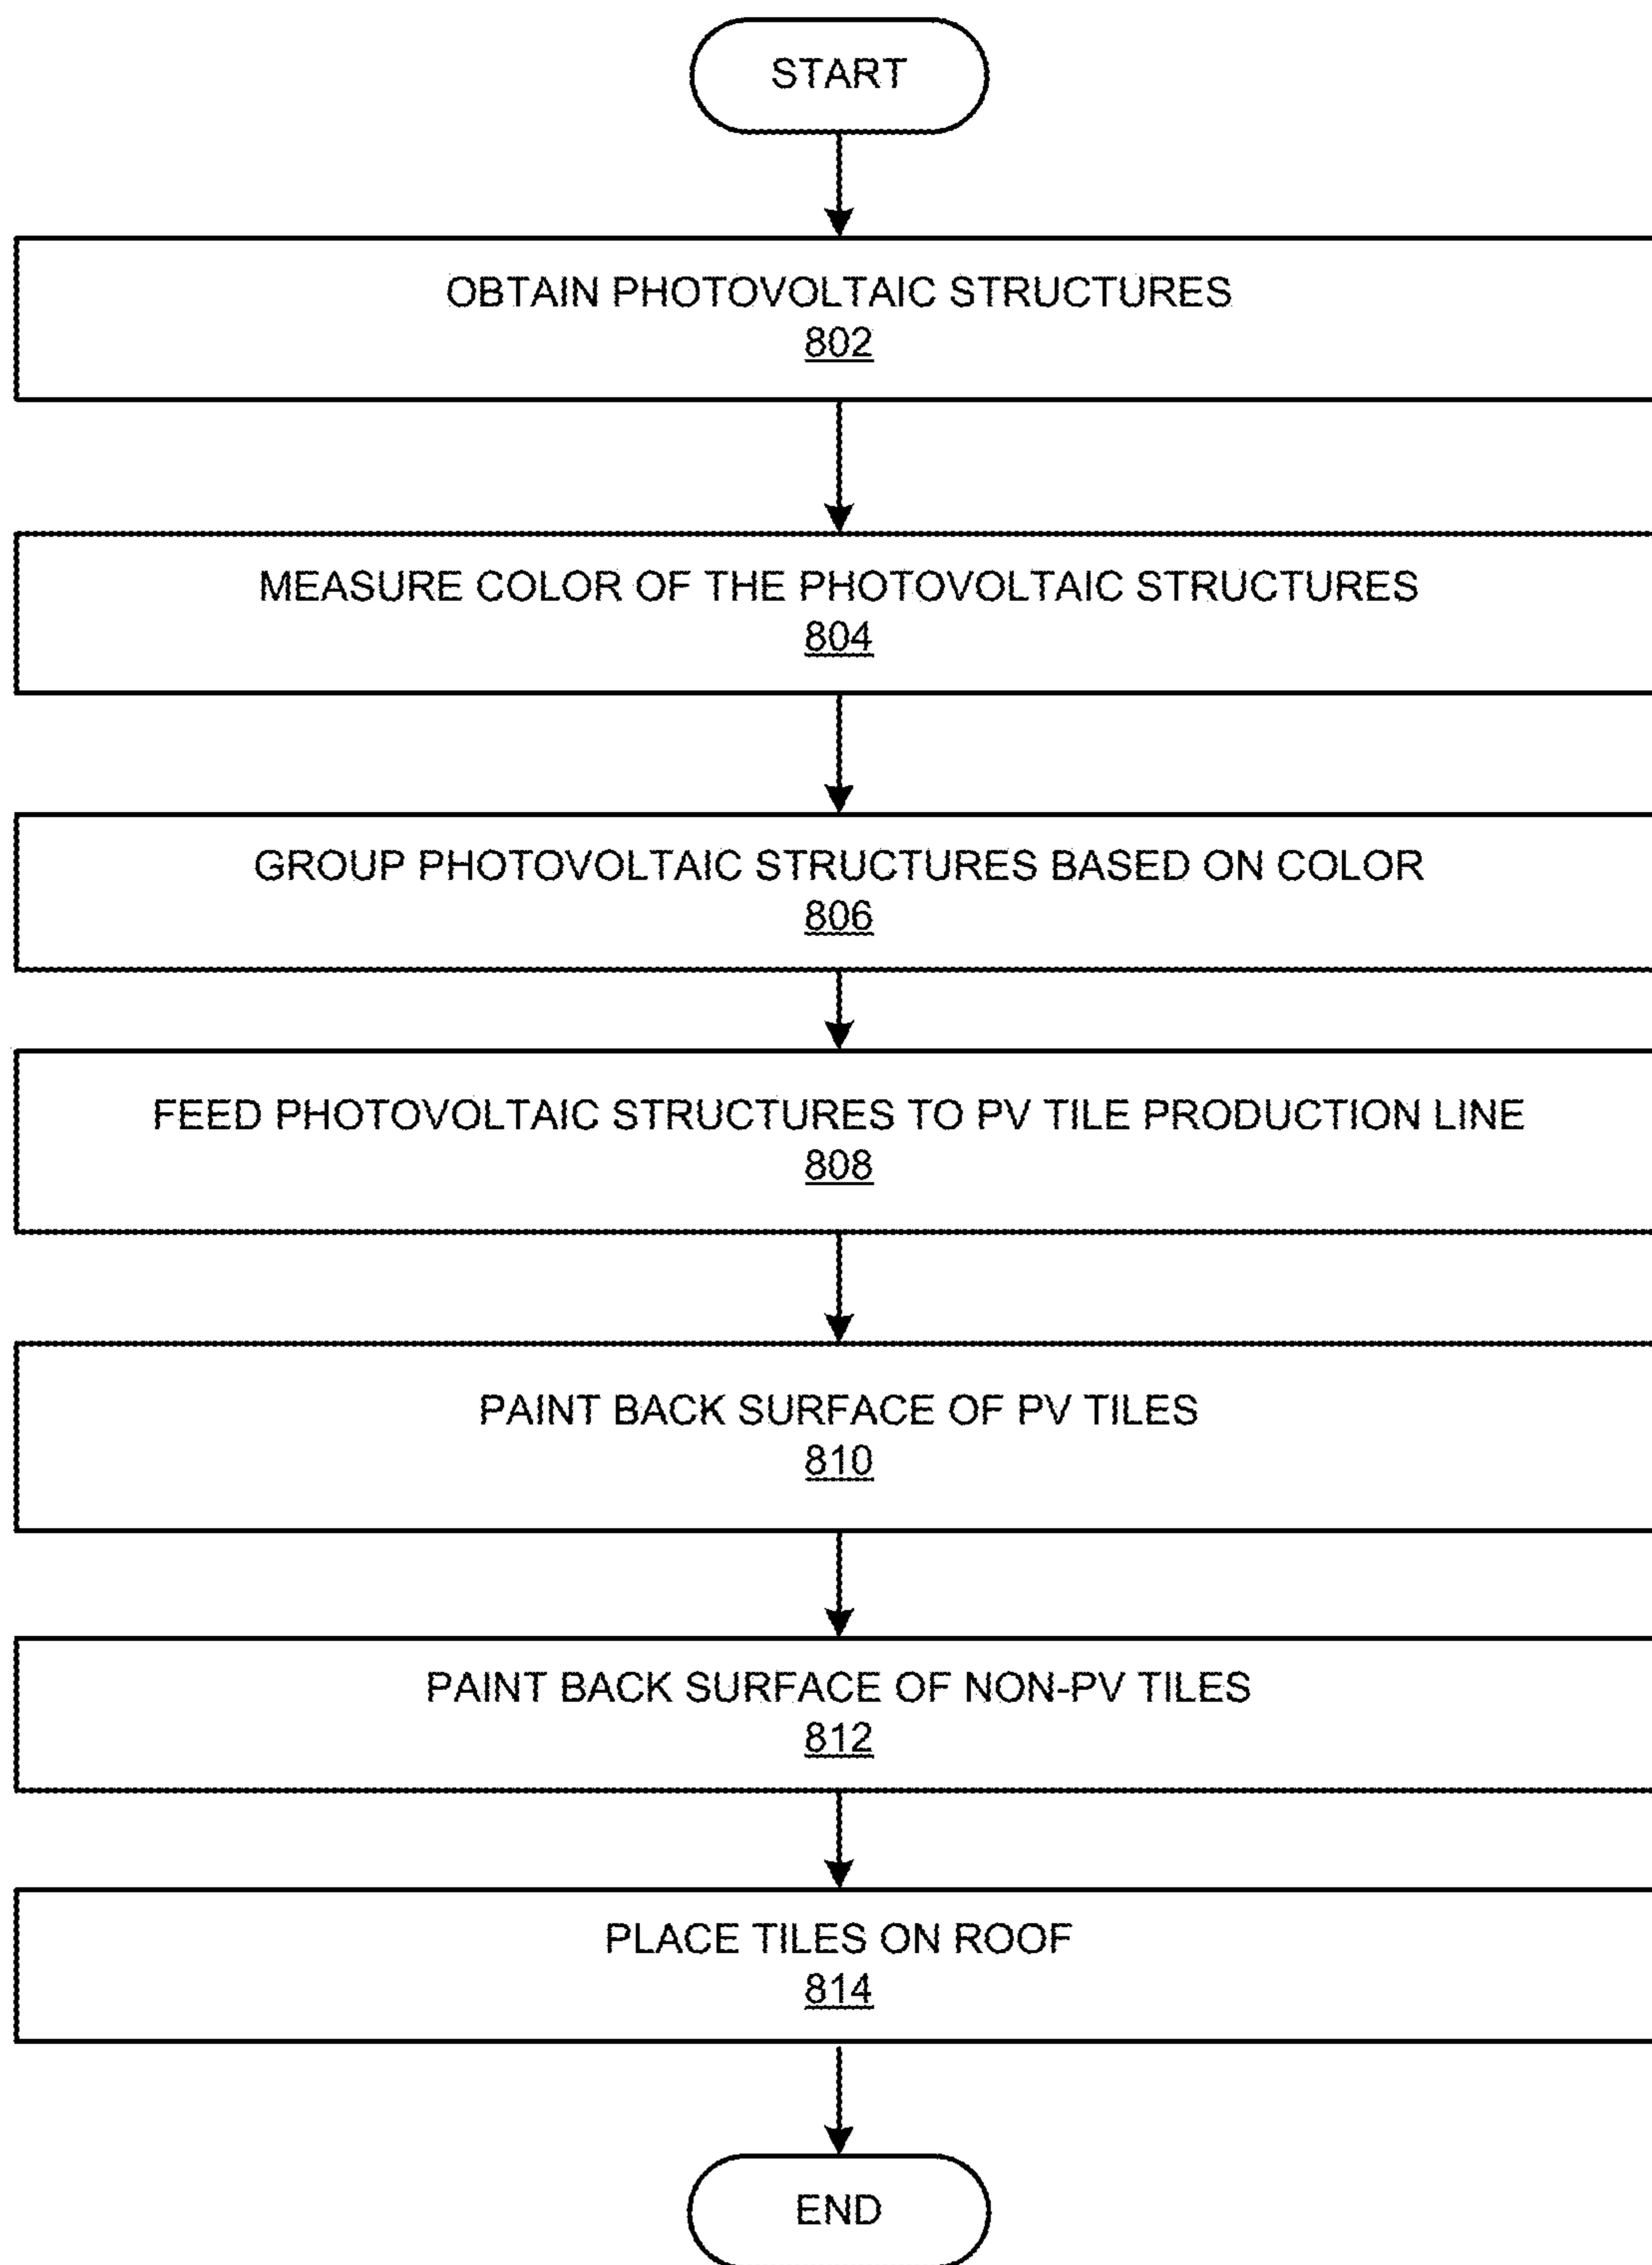 START
OBTAIN PHOTOVOLTAIC STRUCTURES
802
MEASURE COLOR OF THE PHOTOVOLTAIC STRUCTURES
804
GROUP PHOTOVOLTAIC STRUCTURES BASED ON COLOR
806
FEED PHOTOVOLTAIC STRUCTURES TO PV TILE PRODUCTION LINE
808
PAINT BACK SURFACE OF PV TILES
810
PAINT BACK SURFACE OF NON-PV TILES
812
PLACE TILES ON ROOF
814
END